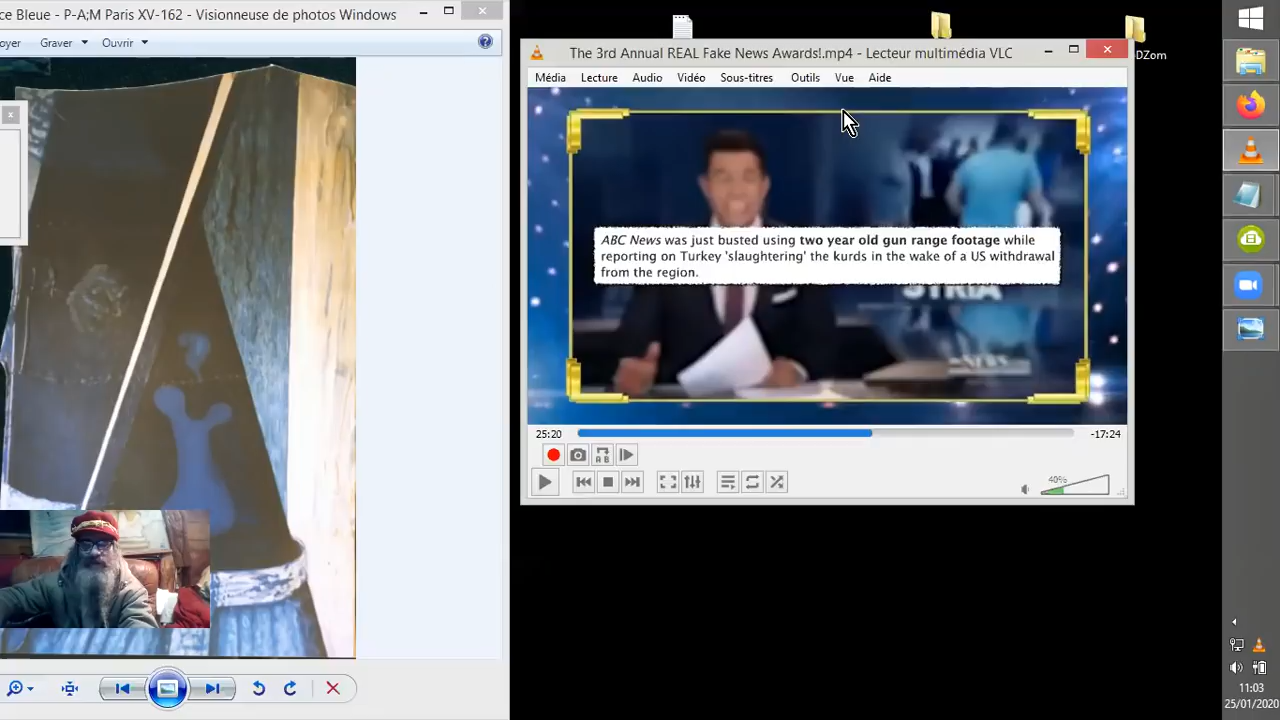 ce Bleue - P-A;M Paris XV-162 - Visionneuse de photos Windows
oyer Graver Ouvrir
The 3rd Annual REAL Fake News Awards!.mp4 - Lecteur multimédia VLC
Média Lecture Audio Vidéo Sous-titres Outils Vue Aide
ABC News was just busted using two year old gun range footage while
reporting on Turkey 'slaughtering' the kurds in the wake of a US withdrawal
from the region.
SYRIA
25:20
-17:24
40%
DZom
11:03
25/01/2020